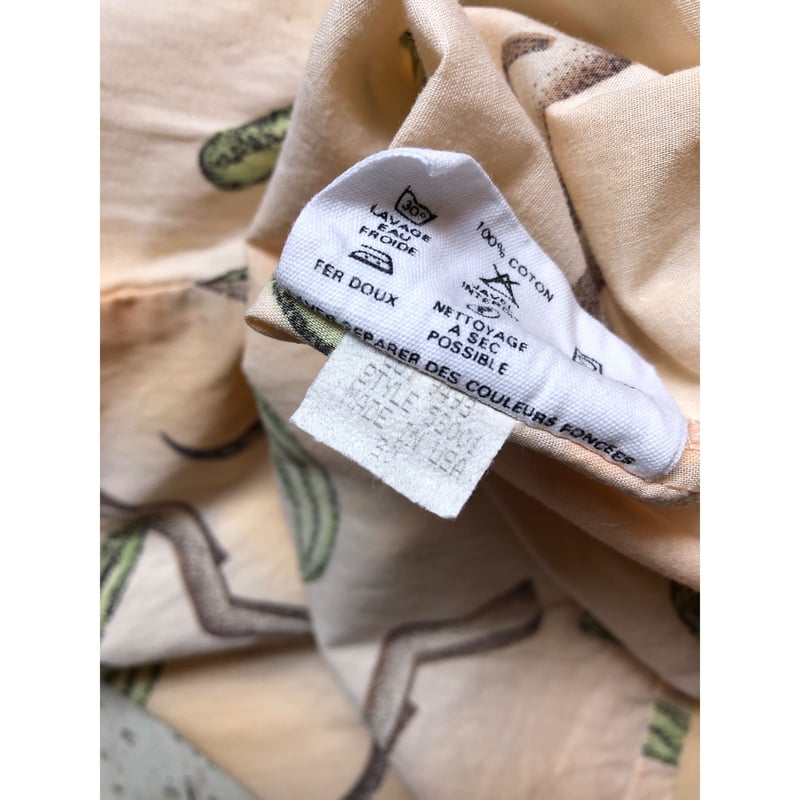 30°
LAVAGE
EAU
FROIDE
FER DOUX
100% COTON
JAVEL
NETTOYAGE
A SEC
POSSIBLE
SEPARER DES COULEURS FONCEES
STYLE
MADE IN USA